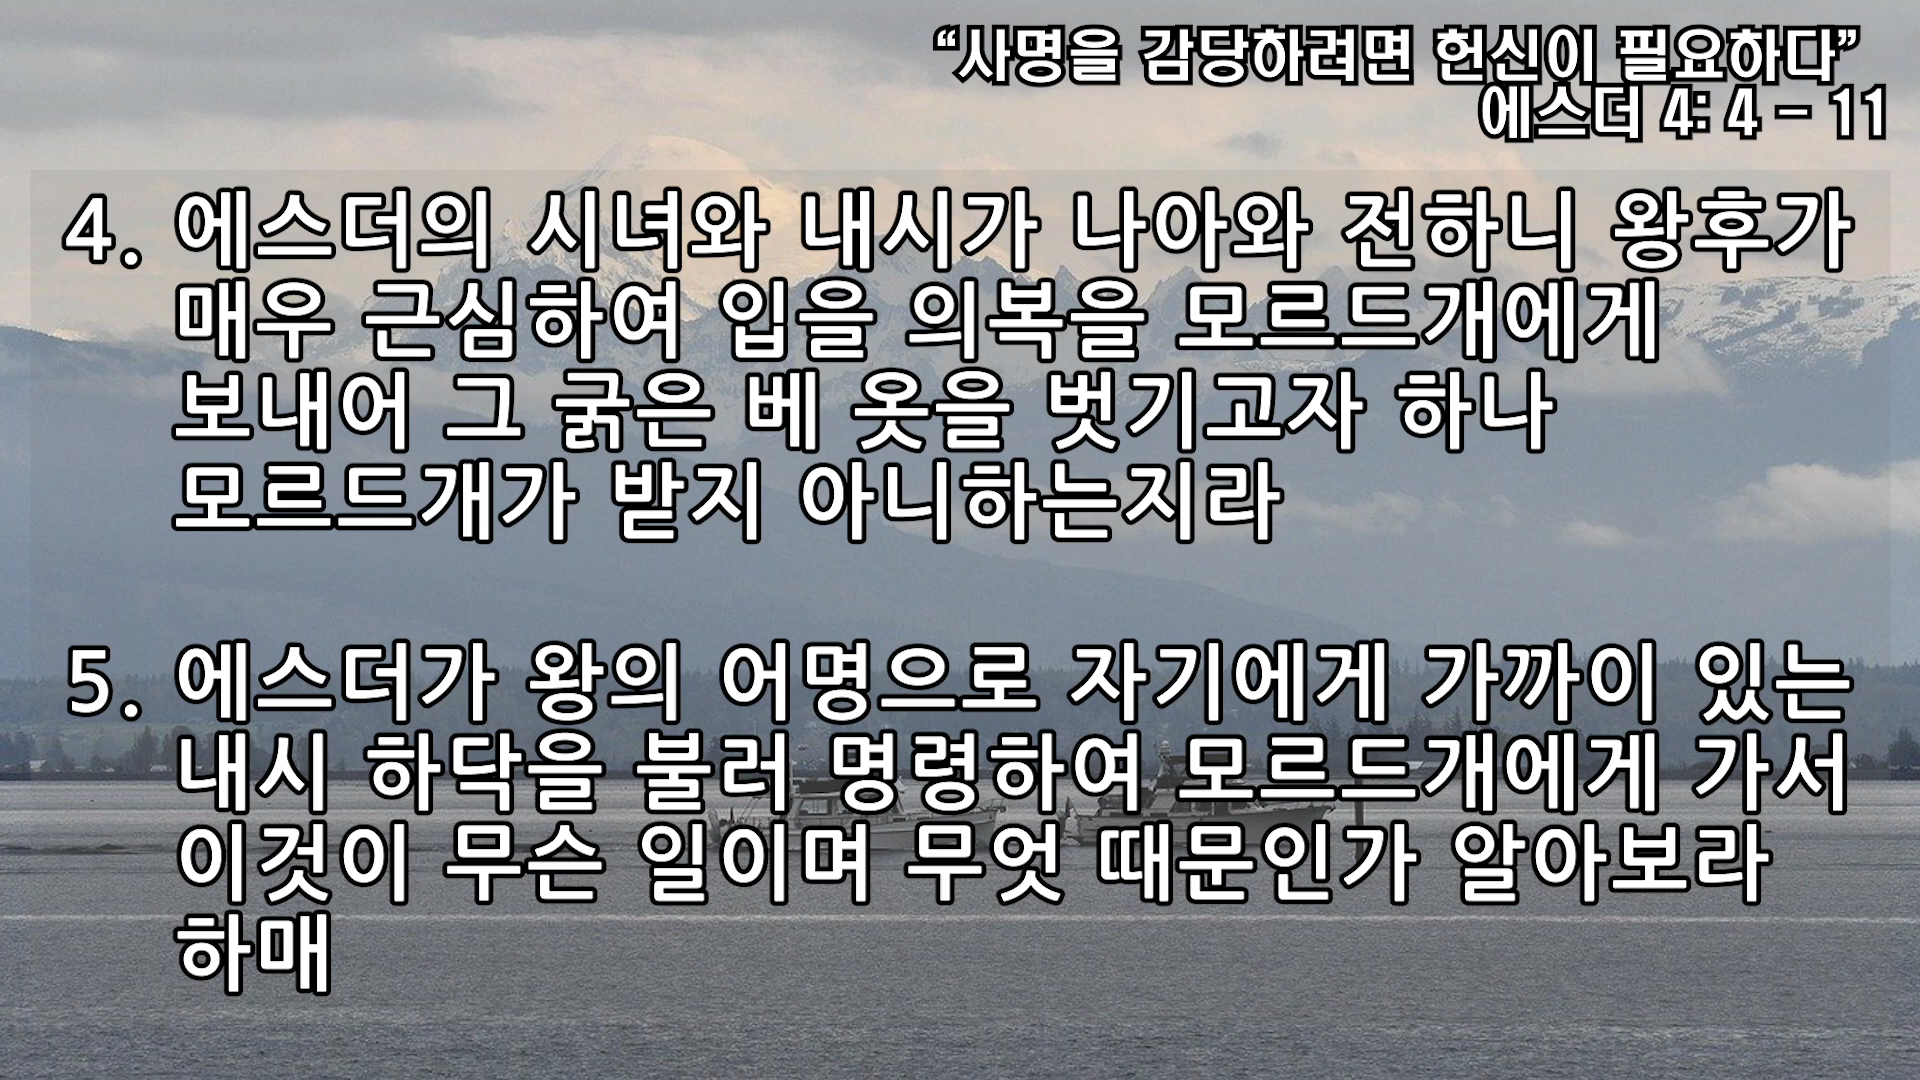 “사명을 감당하려면 헌신이 필요하다”
에스더 4: 4 - 11
4. 에스더의 시녀와 내시가 나아와 전하니 왕후가
매우 근심하여 입을 의복을 모르드개에게
보내어 그 굵은 베 옷을 벗기고자 하나
모르드개가 받지 아니하는지라
5. 에스더가 왕의 어명으로 자기에게 가까이 있는
내시 하닥을 불러 명령하여 모르드개에게 가서
이것이 무슨 일이며 무엇 때문인가 알아보라
하매